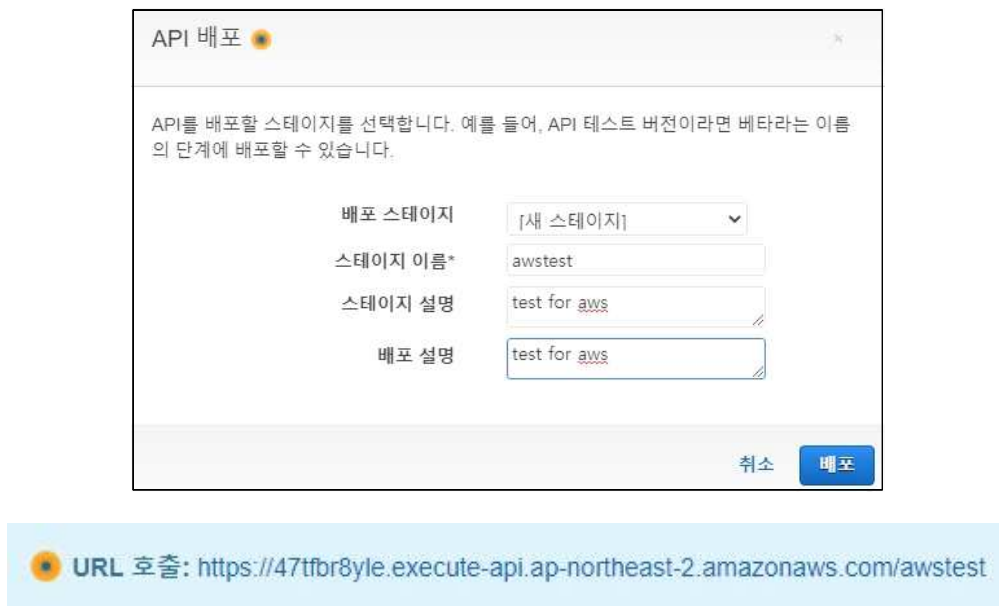 API 배포
API를 배포할 스테이지를 선택합니다. 예를 들어, API 테스트 버전이라면 베타라는 이름
의 단계에 배포할 수 있습니다.
배포 스테이지 [새 스테이지]
스테이지 이름* awstest
스테이지 설명 test for aws
배포 설명 test for aws
취소 배포
URL 호출: https://47tfbr8yle.execute-api.ap-northeast-2.amazonaws.com/awstest